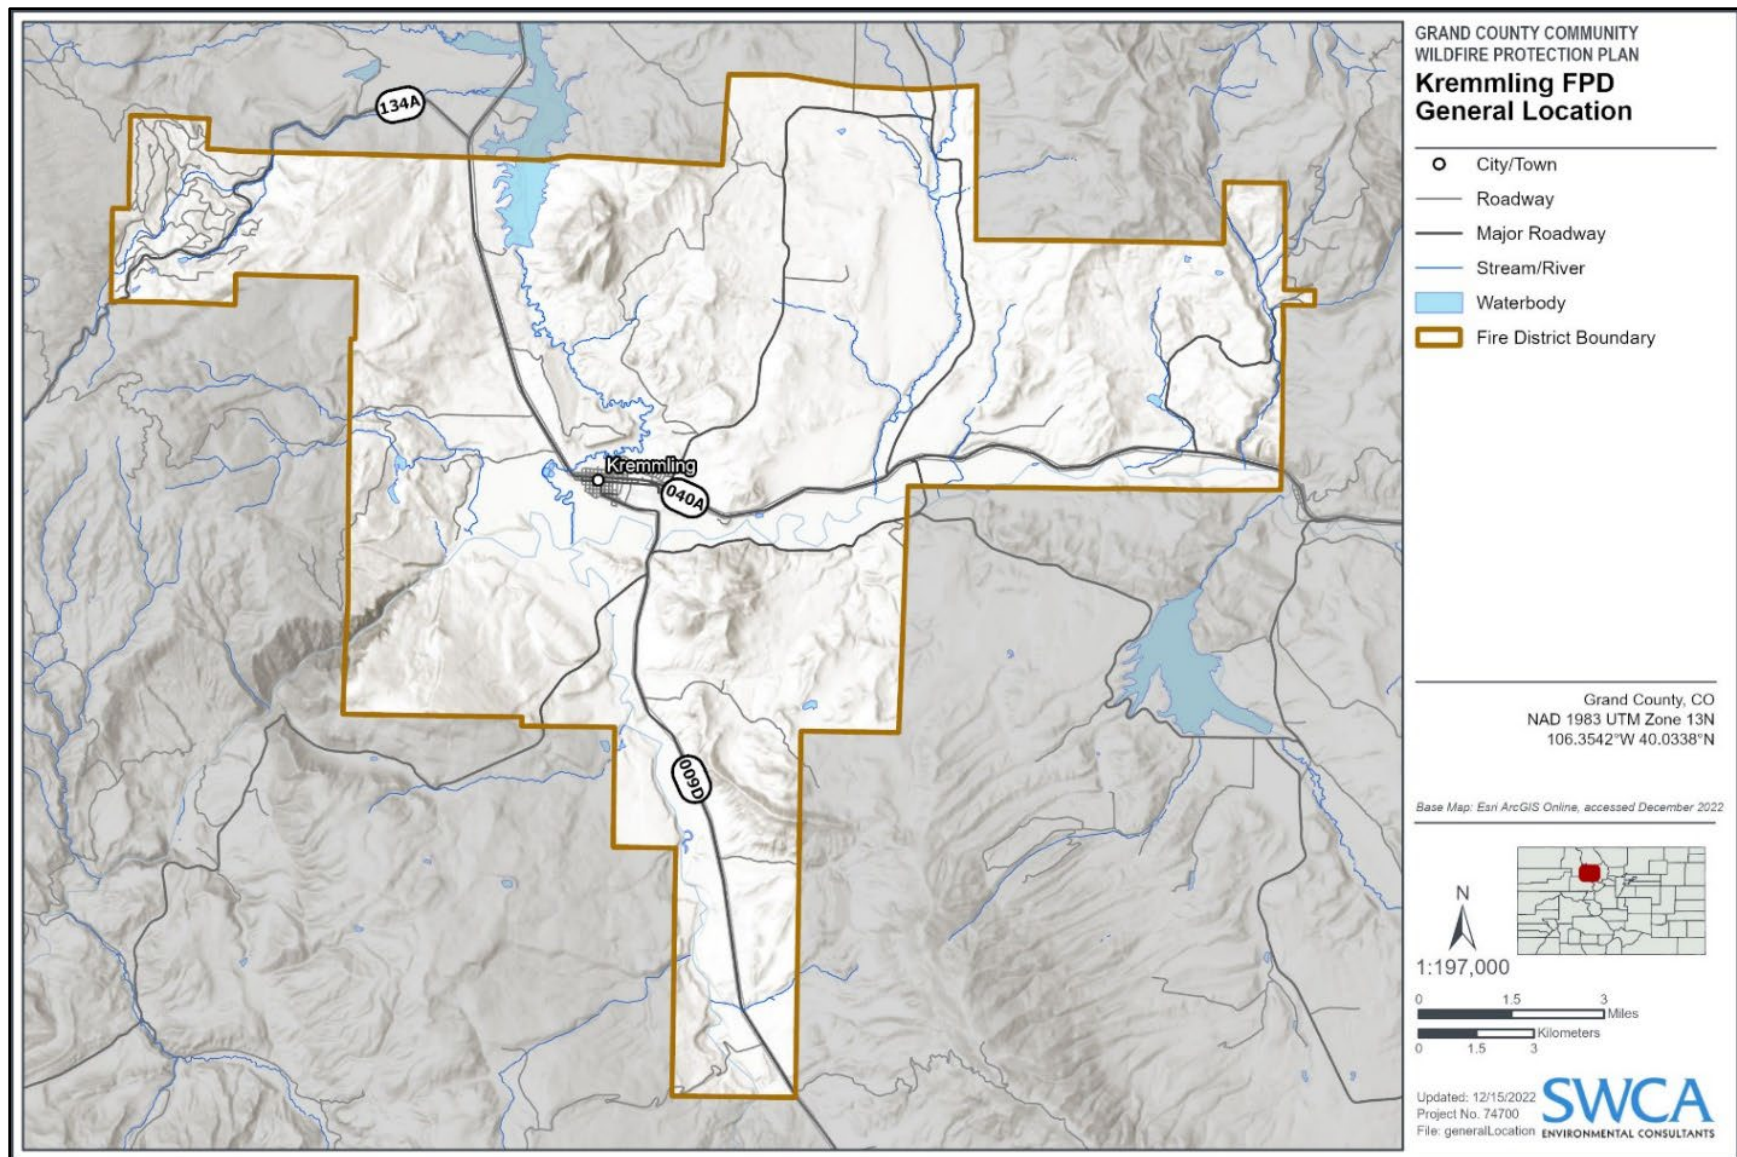 134A
Kremmling
040A
009D
GRAND COUNTY COMMUNITY
WILDFIRE PROTECTION PLAN
Kremmling FPD
General Location
City/Town
Roadway
Major Roadway
Stream/River
Waterbody
Fire District Boundary
Grand County, CO
NAD 1983 UTM Zone 13N
106.3542°W 40.0338°N
Base Map: Esri ArcGIS Online, accessed December 2022
N
1:197,000
0 1.5 3
Miles
Kilometers
0 1.5 3
Updated: 12/15/2022
Project No. 74700
File: generalLocation
SWCA
ENVIRONMENTAL CONSULTANTS